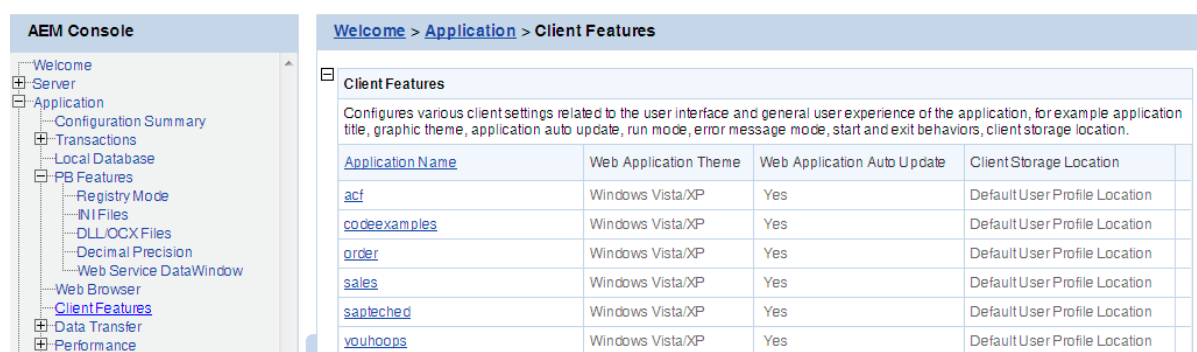 AEM Console
Welcome
Server
Application
Configuration Summary
Transactions
Local Database
PB Features
Registry Mode
INI Files
DLL/OCX Files
Decimal Precision
Web Service DataWindow
Web Browser
Client Features
Data Transfer
Performance
Welcome > Application > Client Features
Client Features
Configures various client settings related to the user interface and general user experience of the application, for example application
title, graphic theme, application auto update, run mode, error message mode, start and exit behaviors, client storage location.
Application Name Web Application Theme Web Application Auto Update Client Storage Location
acf Windows Vista/XP Yes Default User Profile Location
codeexamples Windows Vista/XP Yes Default User Profile Location
order Windows Vista/XP Yes Default User Profile Location
sales Windows Vista/XP Yes Default User Profile Location
sapteched Windows Vista/XP Yes Default User Profile Location
youhoops Windows Vista/XP Yes Default User Profile Location